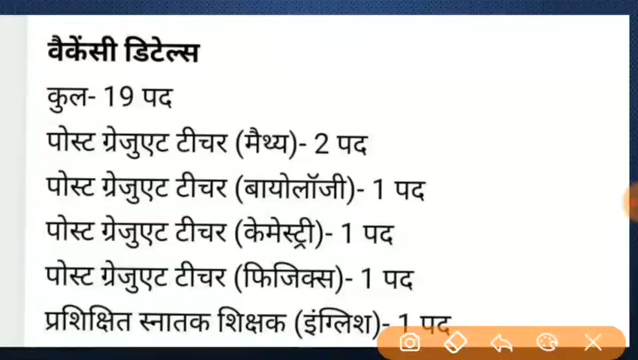 वैकेंसी डिटेल्स
कुल- 19 पद
पोस्ट ग्रेजुएट टीचर (मैथ्य)- 2 पद
पोस्ट ग्रेजुएट टीचर (बायोलॉजी)- 1 पद
पोस्ट ग्रेजुएट टीचर (केमेस्ट्री)- 1 पद
पोस्ट ग्रेजुएट टीचर (फिजिक्स)- 1 पद
प्रशिक्षित स्नातक शिक्षक (इंग्लिश)- 1 पद